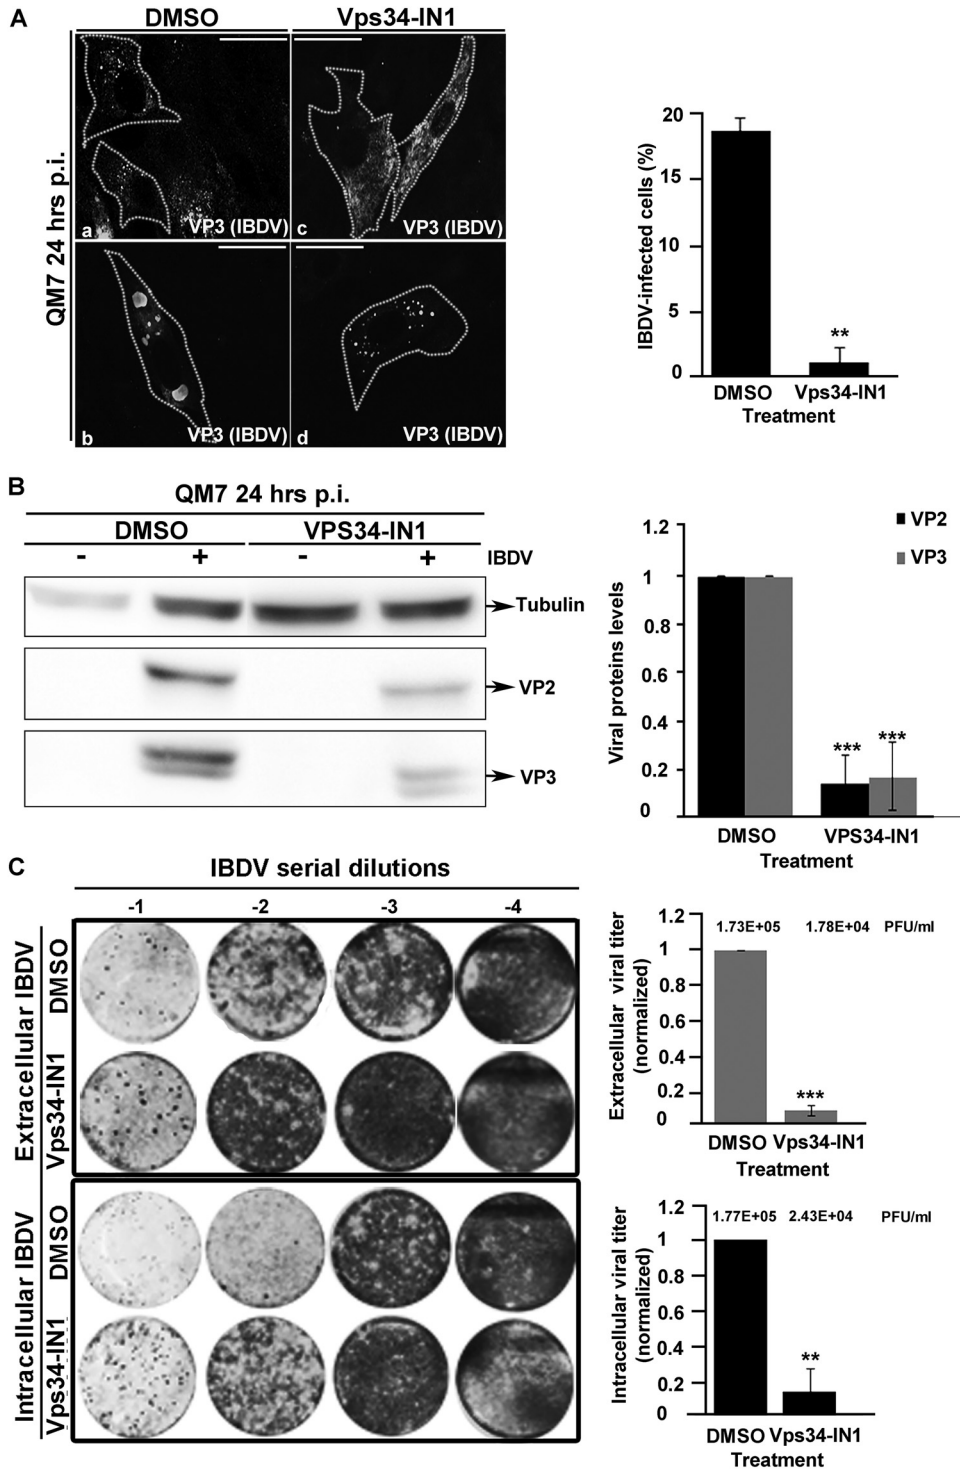 A
DMSO
Vps34-IN1
QM7 24 hrs p.i.
a
VP3 (IBDV)
c
VP3 (IBDV)
b
VP3 (IBDV)
d
VP3 (IBDV)
IBDV-infected cells (%)
20
15
10
5
0
**
DMSO Vps34-IN1
Treatment
B
QM7 24 hrs p.i.
DMSO
VPS34-IN1
- + - + IBDV
Tubulin
VP2
VP3
Viral proteins levels
1.2
1
0.8
0.6
0.4
0.2
0
VP2
VP3
*** ***
DMSO VPS34-IN1
Treatment
C
IBDV serial dilutions
-1 -2 -3 -4
Extracellular IBDV
DMSO
Vps34-IN1
Intracellular IBDV
DMSO
Vps34-IN1
Extracellular viral titer
(normalized)
1.2
1
0.8
0.6
0.4
0.2
0
1.73E+05 1.78E+04 PFU/ml
***
DMSO Vps34-IN1
Treatment
Intracellular viral titer
(normalized)
1.2
1
0.8
0.6
0.4
0.2
0
1.77E+05 2.43E+04 PFU/ml
**
DMSO Vps34-IN1
Treatment